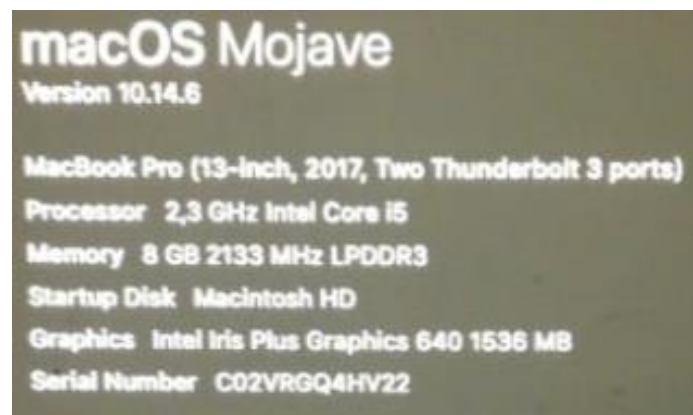 macOS Mojave
Version 10.14.6
MacBook Pro (13-inch, 2017, Two Thunderbolt 3 ports)
Processor 2,3 GHz Intel Core i5
Memory 8 GB 2133 MHz LPDDR3
Startup Disk Macintosh HD
Graphics Intel Iris Plus Graphics 640 1536 MB
Serial Number C02VRGQ4HV22